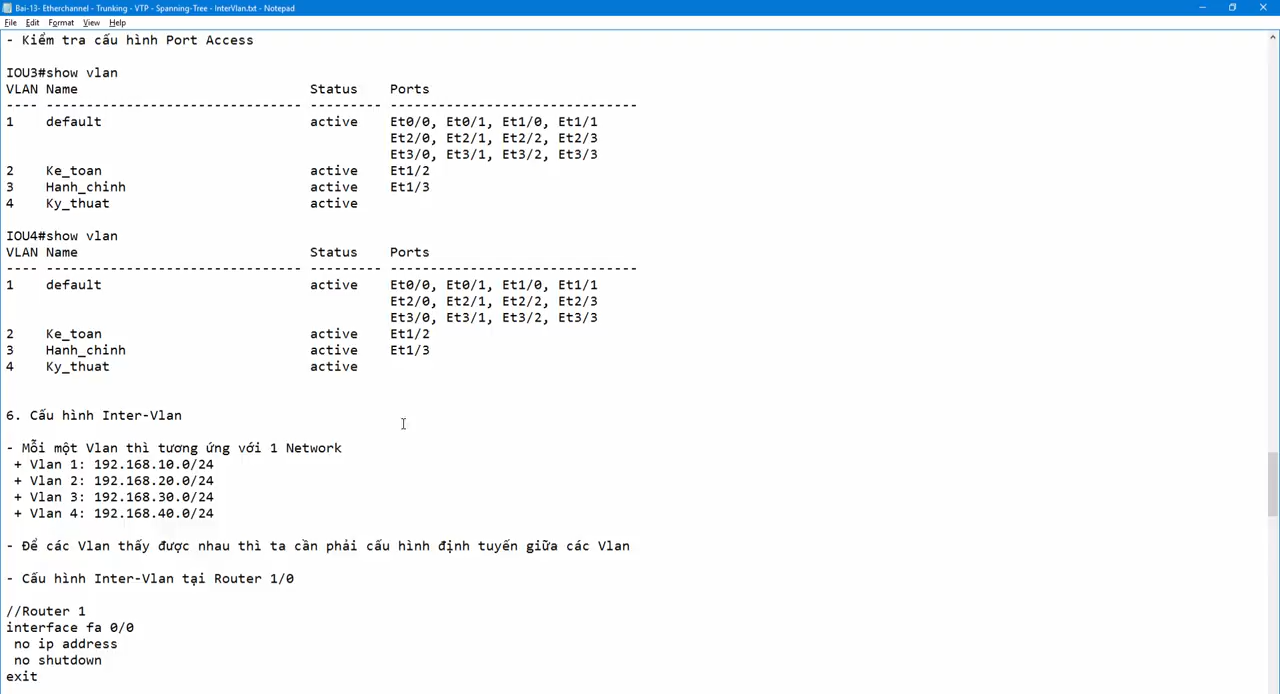 Bai-13- Etherchannel - Trunking - VTP - Spanning-Tree - InterVlan.txt - Notepad
File Edit Format View Help
- Kiểm tra cấu hình Port Access
IOU3#show vlan
VLAN Name                             Status    Ports
---- -------------------------------- --------- -------------------------------
1    default                          active    Et0/0, Et0/1, Et1/0, Et1/1
                                                Et2/0, Et2/1, Et2/2, Et2/3
                                                Et3/0, Et3/1, Et3/2, Et3/3
2    Ke_toan                          active    Et1/2
3    Hanh_chinh                       active    Et1/3
4    Ky_thuat                         active
IOU4#show vlan
VLAN Name                             Status    Ports
---- -------------------------------- --------- -------------------------------
1    default                          active    Et0/0, Et0/1, Et1/0, Et1/1
                                                Et2/0, Et2/1, Et2/2, Et2/3
                                                Et3/0, Et3/1, Et3/2, Et3/3
2    Ke_toan                          active    Et1/2
3    Hanh_chinh                       active    Et1/3
4    Ky_thuat                         active
6. Cấu hình Inter-Vlan
- Mỗi một Vlan thì tương ứng với 1 Network
 + Vlan 1: 192.168.10.0/24
 + Vlan 2: 192.168.20.0/24
 + Vlan 3: 192.168.30.0/24
 + Vlan 4: 192.168.40.0/24
- Để các Vlan thấy được nhau thì ta cần phải cấu hình định tuyến giữa các Vlan
- Cấu hình Inter-Vlan tại Router 1/0
//Router 1
interface fa 0/0
 no ip address
 no shutdown
exit